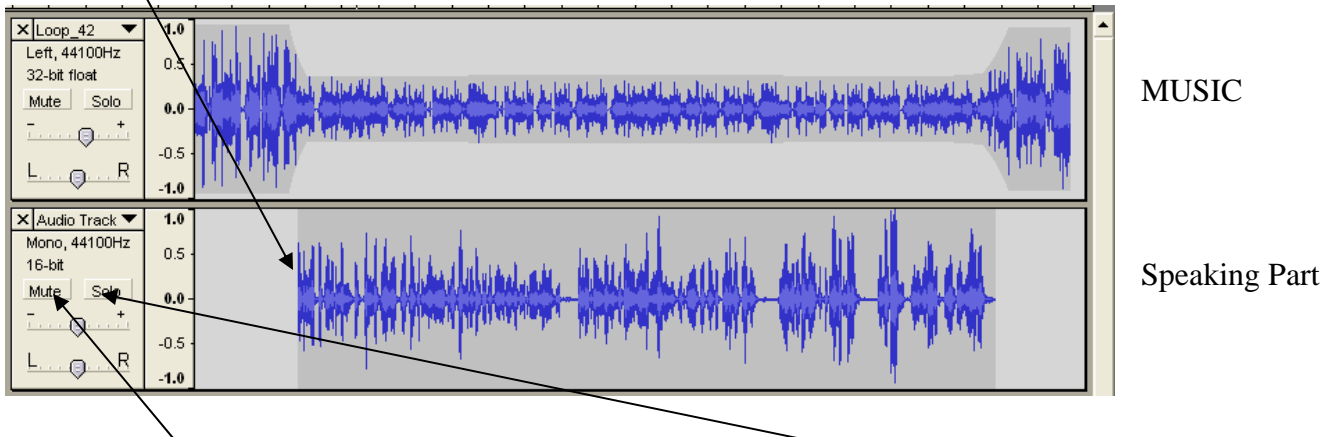 Loop_42
Left, 44100Hz
32-bit float
Mute Solo
- +
L R
1.0
0.5
0.0
-0.5
-1.0
MUSIC
Audio Track
Mono, 44100Hz
16-bit
Mute Solo
- +
L R
1.0
0.5
0.0
-0.5
-1.0
Speaking Part